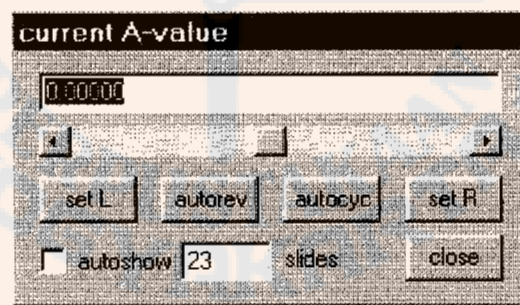 current A-value
0.00000
set L autorev autocyc set R
autoshow 23 slides close